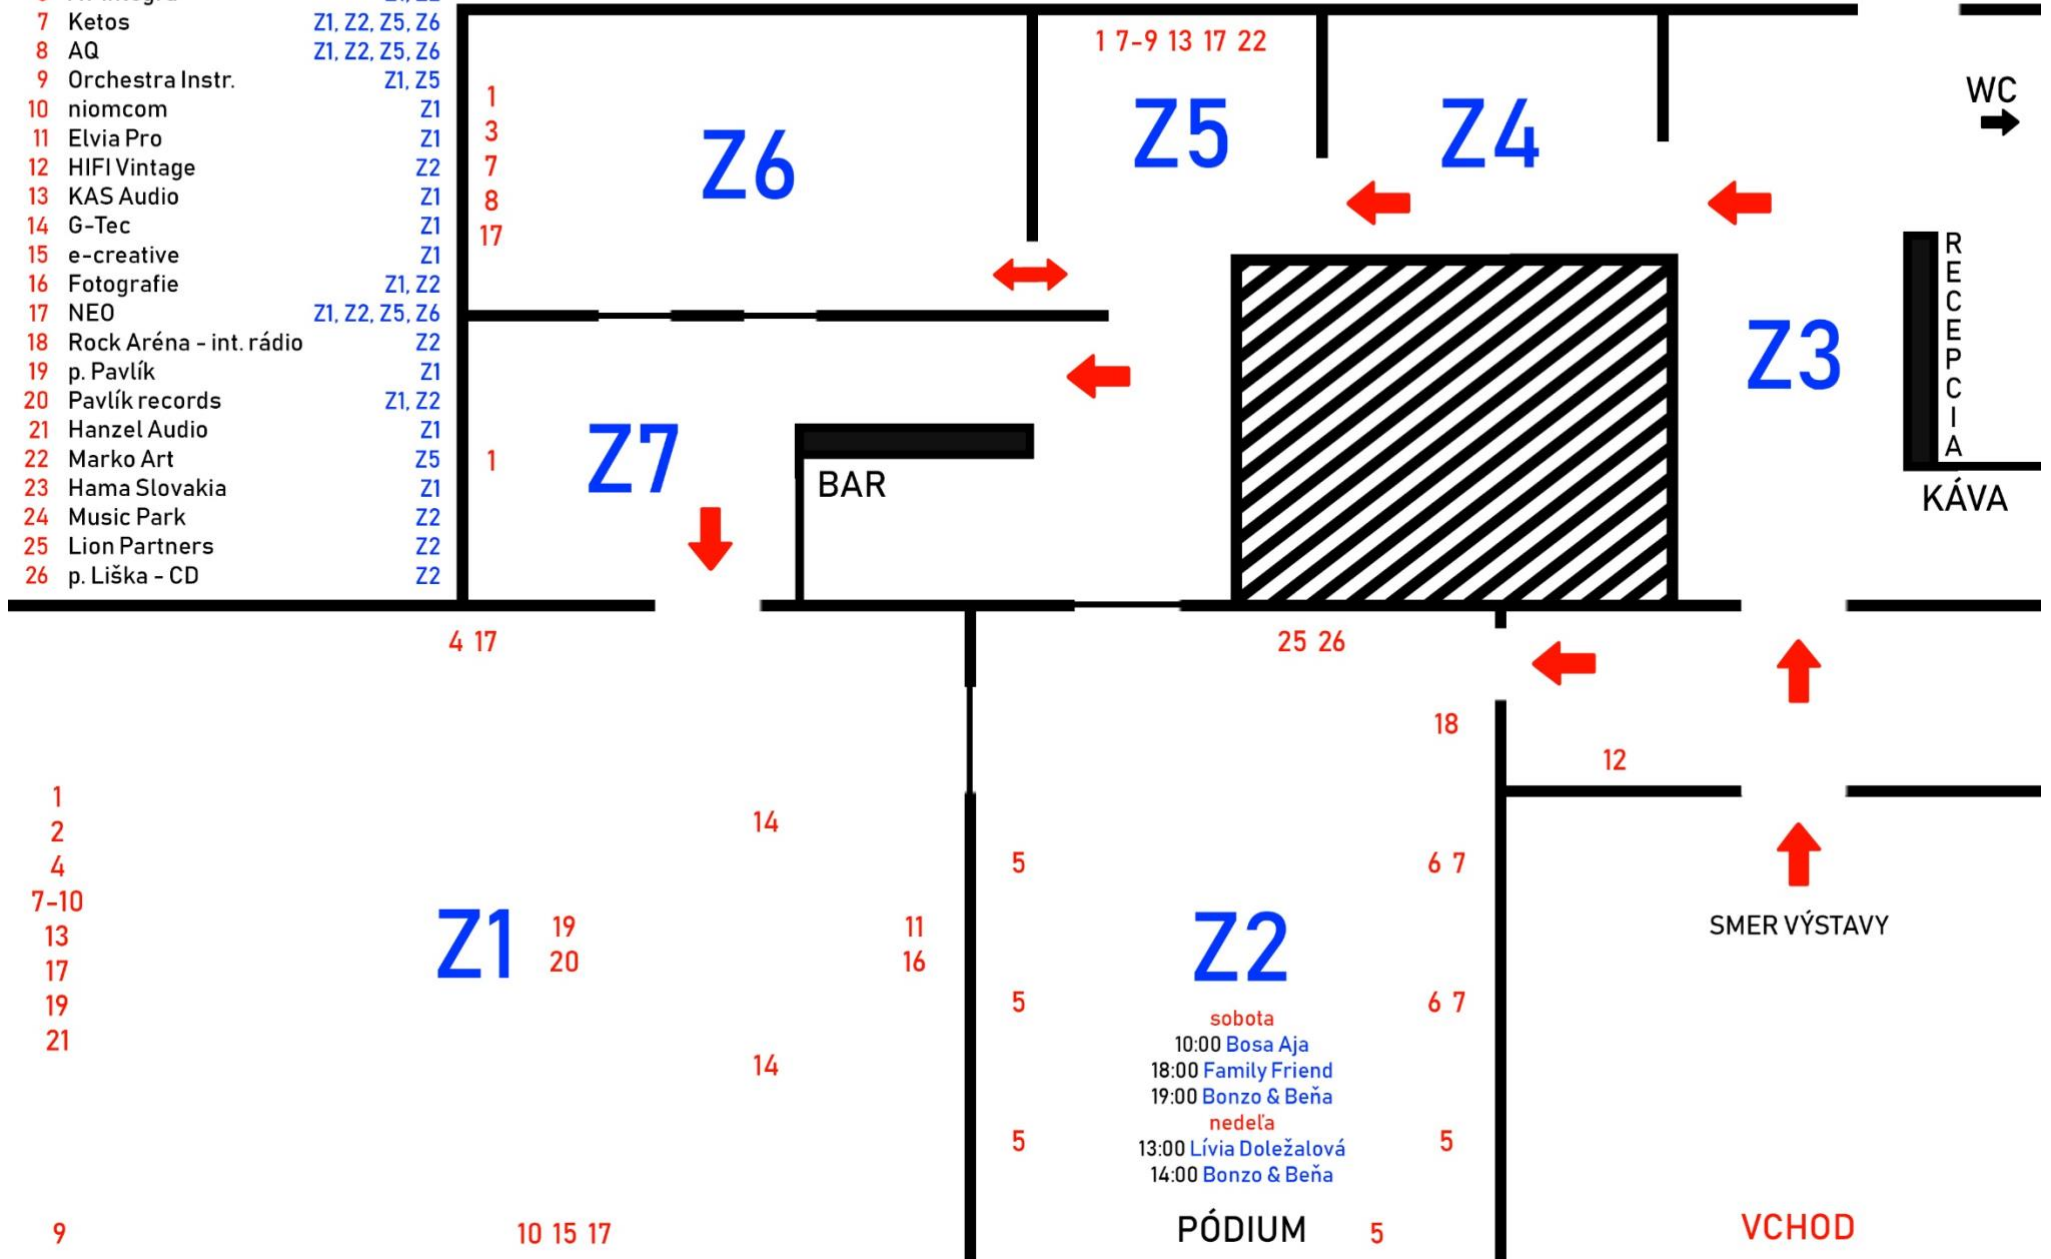 7 Ketos Z1, Z2, Z5, Z6
8 AQ Z1, Z2, Z5, Z6
9 Orchestra Instr. Z1, Z5
10 niomcom Z1
11 Elvia Pro Z1
12 HIFI Vintage Z2
13 KAS Audio Z1
14 G-Tec Z1
15 e-creative Z1
16 Fotografie Z1, Z2
17 NEO Z1, Z2, Z5, Z6
18 Rock Aréna - int. rádio Z2
19 p. Pavlík Z1
20 Pavlík records Z1, Z2
21 Hanzel Audio Z1
22 Marko Art Z5
23 Hama Slovakia Z1
24 Music Park Z2
25 Lion Partners Z2
26 p. Liška - CD Z2
1
3
7
8
17
Z6
1 7-9 13 17 22
Z5
Z4
WC
RECEPCIA
Z3
KÁVA
Z7
1
BAR
4 17
25 26
18
12
1
2
4
7-10
13
17
19
21
9
Z1
19
20
14
14
11
16
10 15 17
5
5
5
6 7
6 7
5
5
Z2
sobota
10:00 Bosa Aja
18:00 Family Friend
19:00 Bonzo & Beňa
nedeľa
13:00 Lívia Doležalová
14:00 Bonzo & Beňa
PÓDIUM
SMER VÝSTAVY
VCHOD